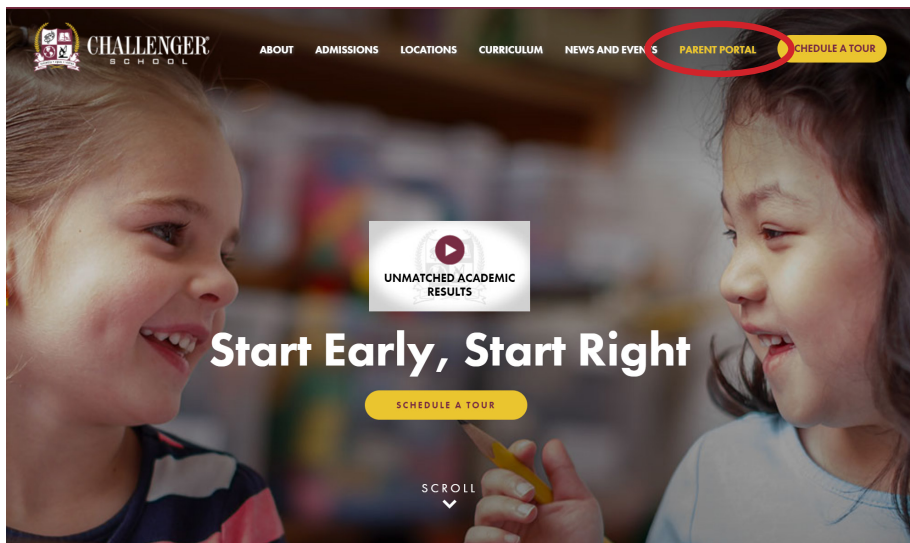 CHALLENGER
SCHOOL
ABOUT ADMISSIONS LOCATIONS CURRICULUM NEWS AND EVENTS PARENT PORTAL SCHEDULE A TOUR
UNMATCHED ACADEMIC
RESULTS
Start Early, Start Right
SCHEDULE A TOUR
SCROLL